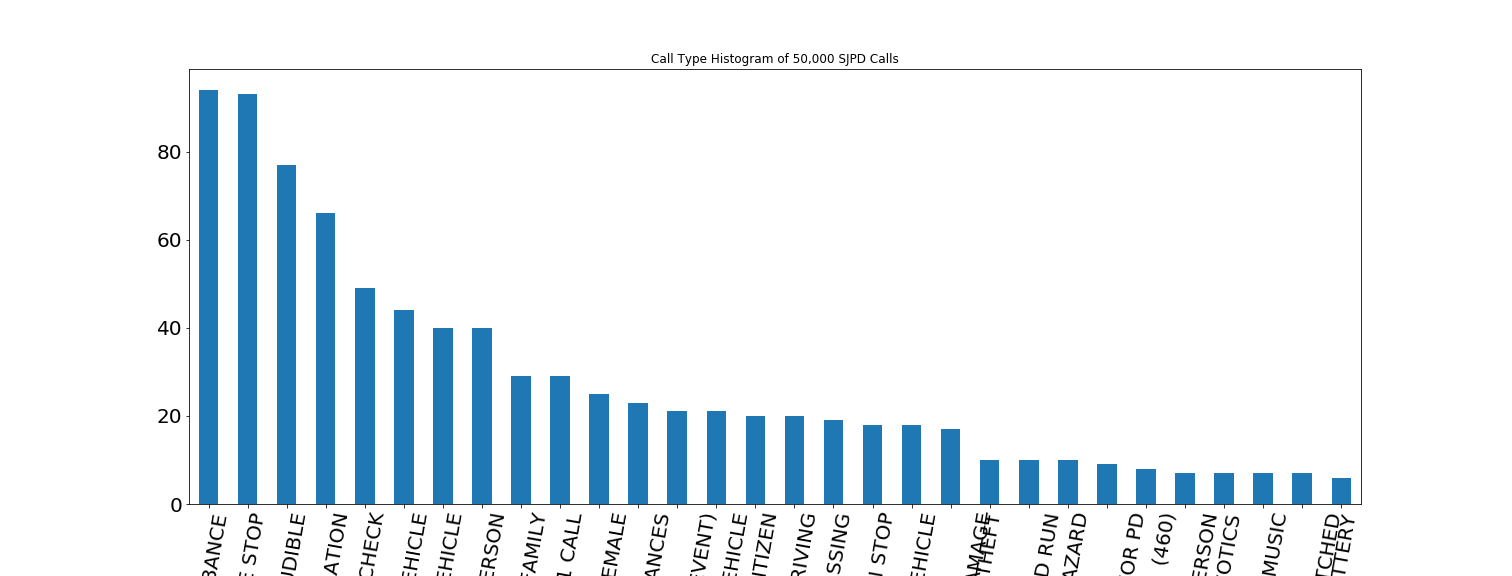 Call Type Histogram of 50,000 SJPD Calls
80
60
40
20
0
BANCE
E STOP
UDIBLE
ATION
CHECK
EHICLE
EHICLE
ERSON
FAMILY
1 CALL
EMALE
ANCES
EVENT)
EHICLE
ITIZEN
RIVING
SSING
STOP
EHICLE
AMAGE
THEFT
D RUN
AZARD
OR PD
(460)
ERSON
OTICS
MUSIC
TCHED
TTERY